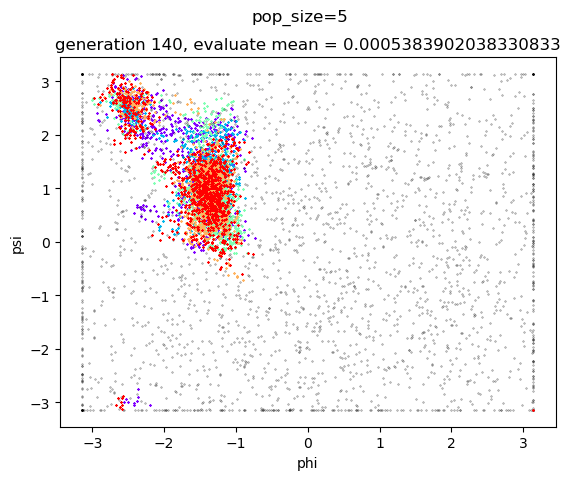 pop_size=5
generation 140, evaluate mean = 0.0005383902038330833
3
2
1
0
−1
−2
−3
psi
−3 −2 −1 0 1 2 3
phi